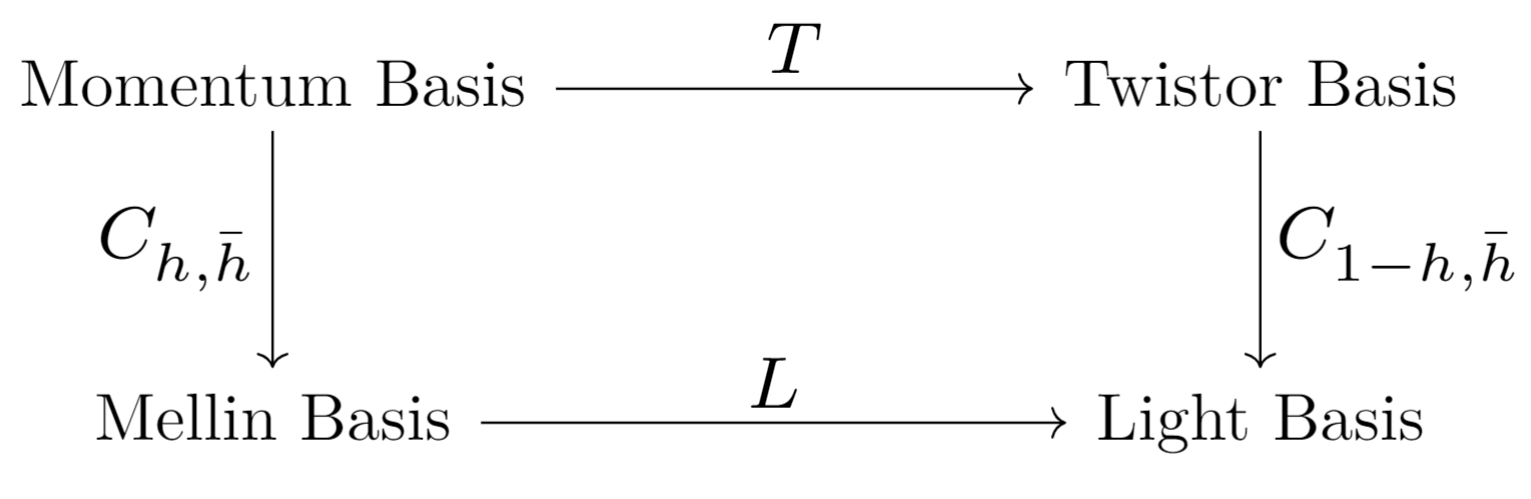 T
Momentum Basis Twistor Basis
C_{h,\bar{h}} C_{1-h,\bar{h}}
L
Mellin Basis Light Basis